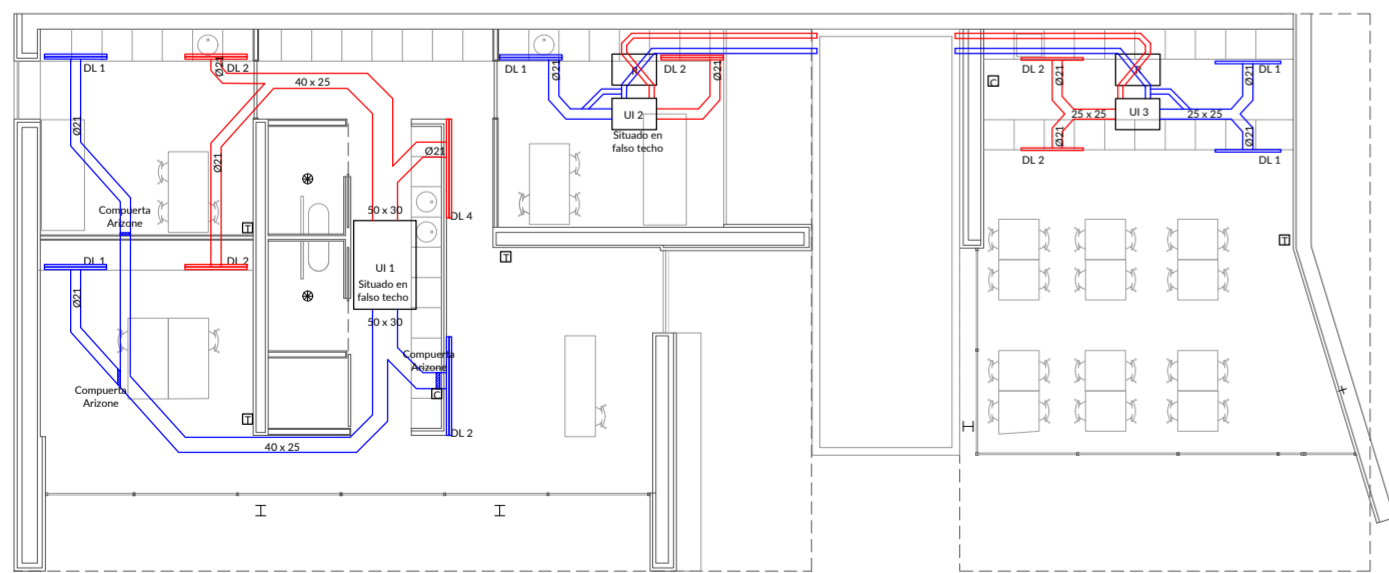 DL 1
Ø21
DL 2
40 x 25
DL 1
Ø21
R
DL 2
Ø21
UI 2
Situado en
falso techo
C
DL 2
Ø21
R
Ø21
DL 1
25 x 25
UI 3
25 x 25
Ø21
Ø21
DL 2
DL 1
Ø21
Ø21
Ø21
Compuerta
Arizone
T
50 x 30
DL 4
UI 1
Situado en
falso techo
50 x 30
T
T
DL 1
DL 2
Ø21
Compuerta
Arizone
Compuerta
Arizone
C
T
DL 2
40 x 25